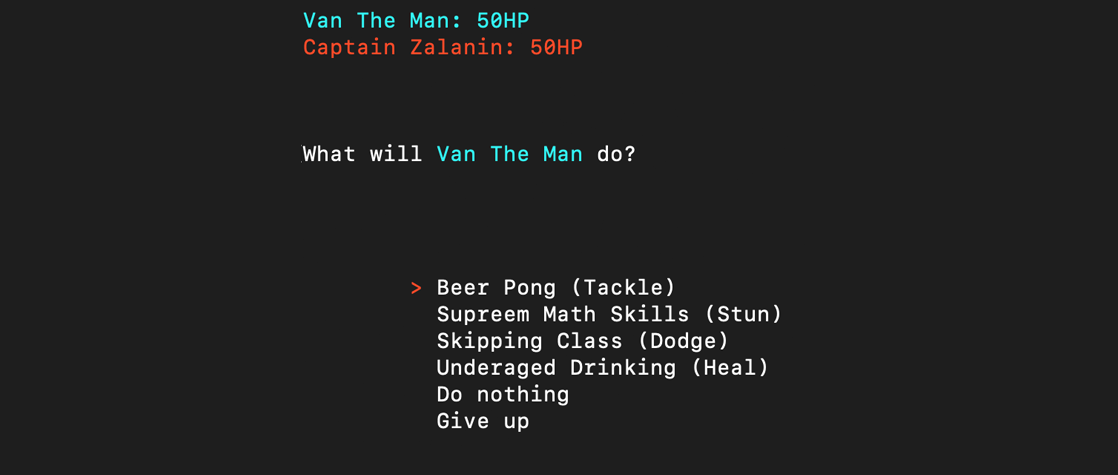 Van The Man: 50HP
Captain Zalanin: 50HP
What will Van The Man do?
> Beer Pong (Tackle)
Supreem Math Skills (Stun)
Skipping Class (Dodge)
Underaged Drinking (Heal)
Do nothing
Give up